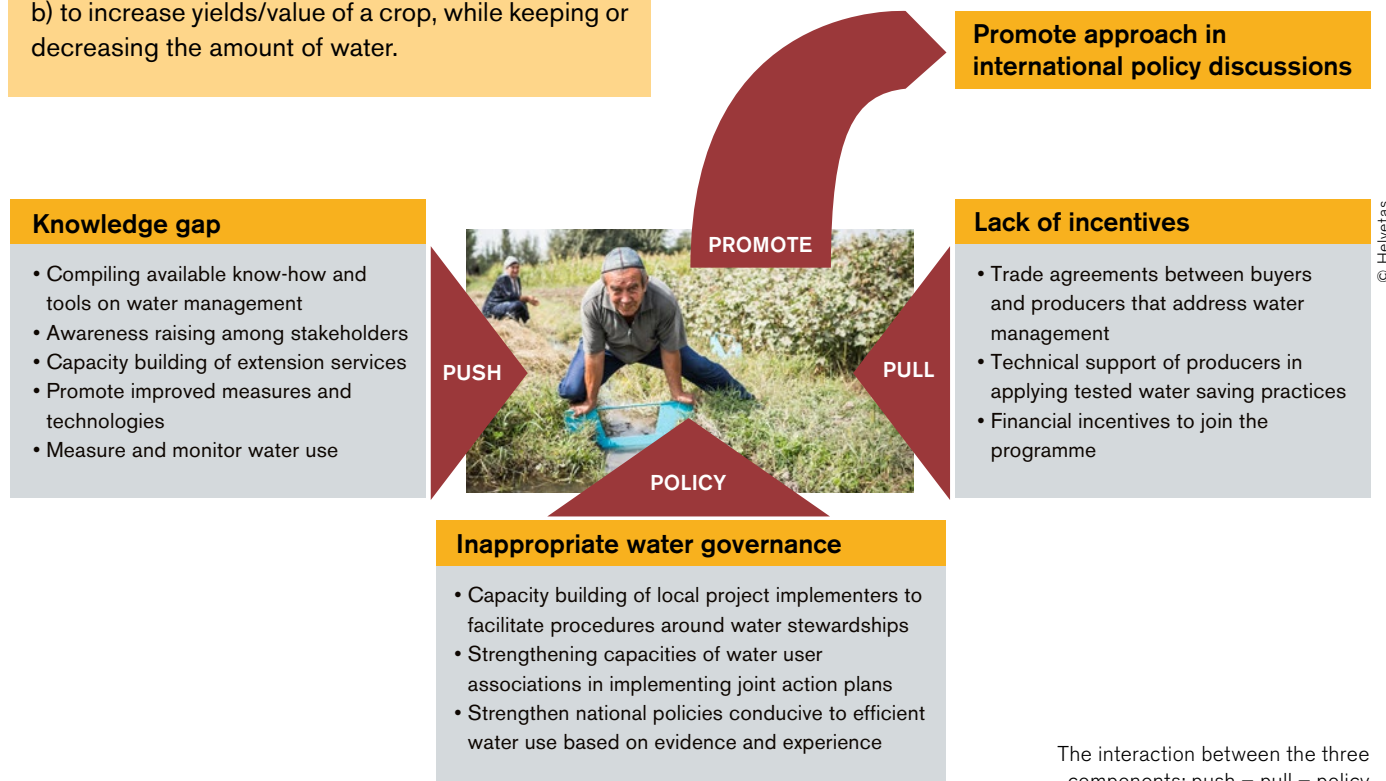 b) to increase yields/value of a crop, while keeping or
decreasing the amount of water.
Promote approach in
international policy discussions
PROMOTE
Knowledge gap
• Compiling available know-how and
tools on water management
• Awareness raising among stakeholders
• Capacity building of extension services
• Promote improved measures and
technologies
• Measure and monitor water use
PUSH
PULL
Lack of incentives
• Trade agreements between buyers
and producers that address water
management
• Technical support of producers in
applying tested water saving practices
• Financial incentives to join the
programme
© Helvetas
POLICY
Inappropriate water governance
• Capacity building of local project implementers to
facilitate procedures around water stewardships
• Strengthening capacities of water user
associations in implementing joint action plans
• Strengthen national policies conducive to efficient
water use based on evidence and experience
The interaction between the three
components: push – pull – policy